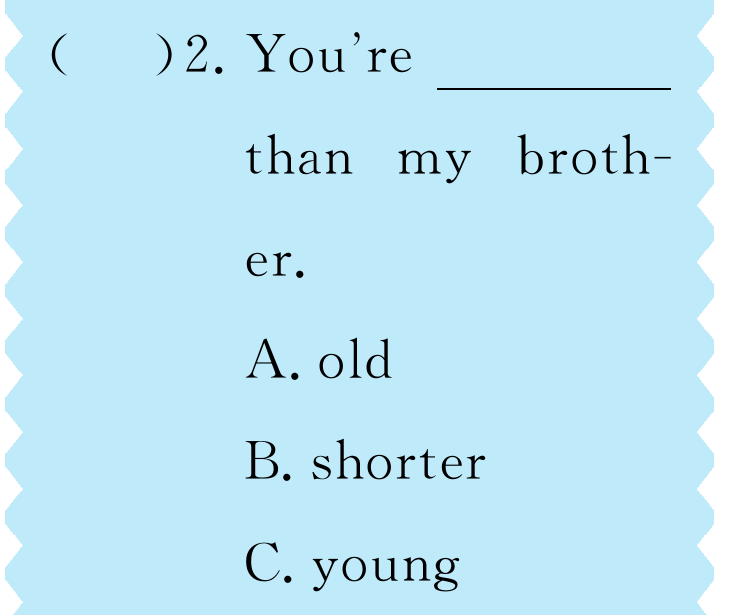 ( )2. You're ________
than my broth-
er.
A. old
B. shorter
C. young